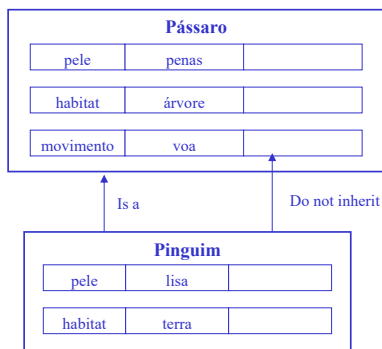 Pássaro
pele penas
habitat árvore
movimento voa
Is a
Do not inherit
Pinguim
pele lisa
habitat terra